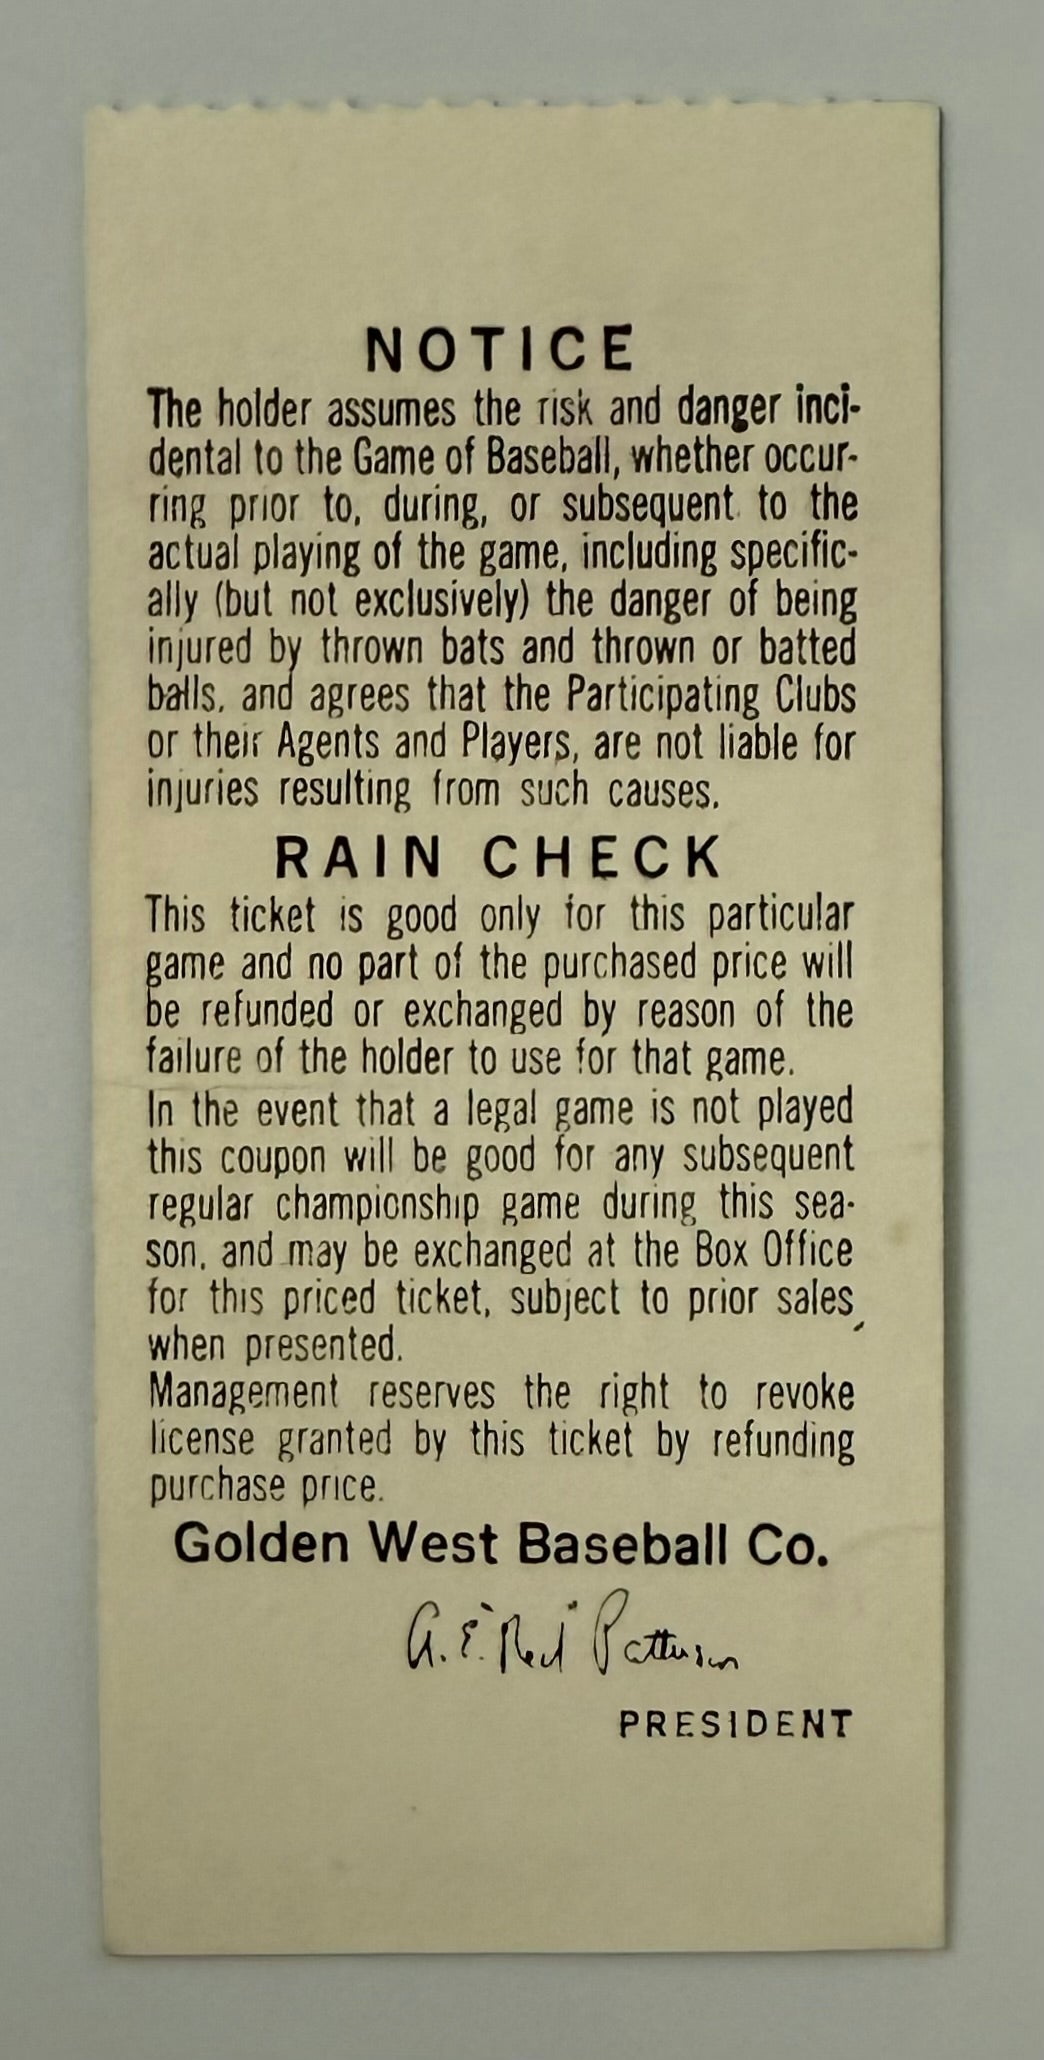 NOTICE
The holder assumes the risk and danger inci-
dental to the Game of Baseball, whether occur-
ring prior to, during, or subsequent to the
actual playing of the game, including specific-
ally (but not exclusively) the danger of being
injured by thrown bats and thrown or batted
balls, and agrees that the Participating Clubs
or their Agents and Players, are not liable for
injuries resulting from such causes.
RAIN CHECK
This ticket is good only for this particular
game and no part of the purchased price will
be refunded or exchanged by reason of the
failure of the holder to use for that game.
In the event that a legal game is not played
this coupon will be good for any subsequent
regular championship game during this sea-
son, and may be exchanged at the Box Office
for this priced ticket, subject to prior sales
when presented.
Management reserves the right to revoke
license granted by this ticket by refunding
purchase price.
Golden West Baseball Co.
A. E. "Red" Patterson
PRESIDENT